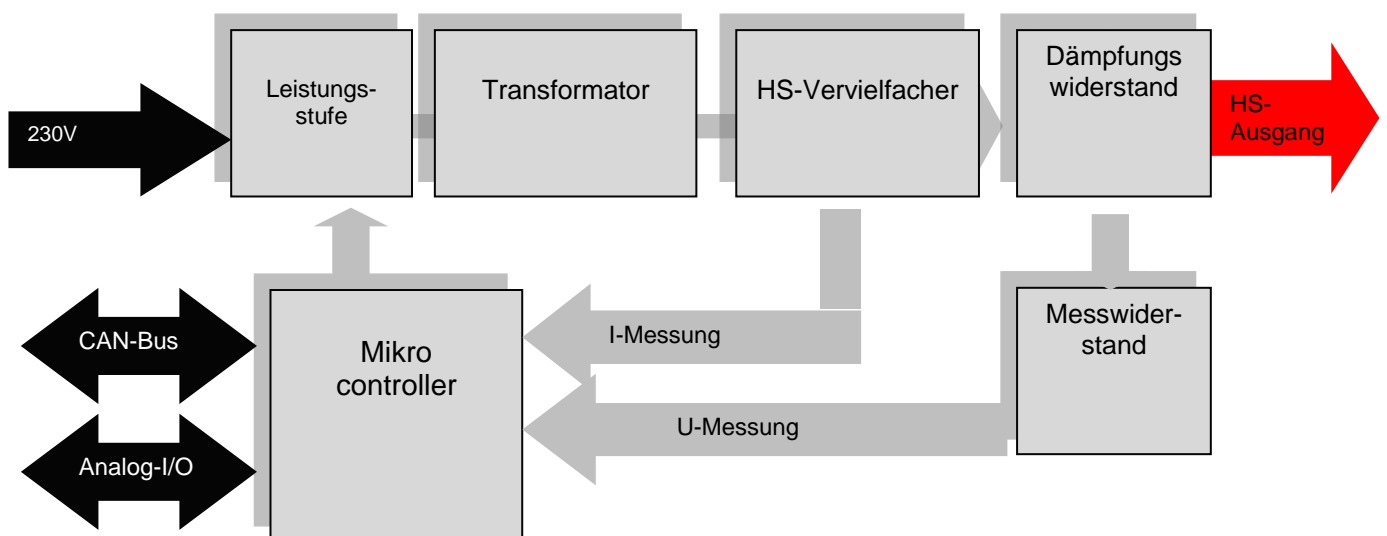 230V
Leistungs-
stufe
Transformator
HS-Vervielfacher
Dämpfungs
widerstand
HS-
Ausgang
CAN-Bus
Analog-I/O
Mikro
controller
I-Messung
U-Messung
Messwider-
stand